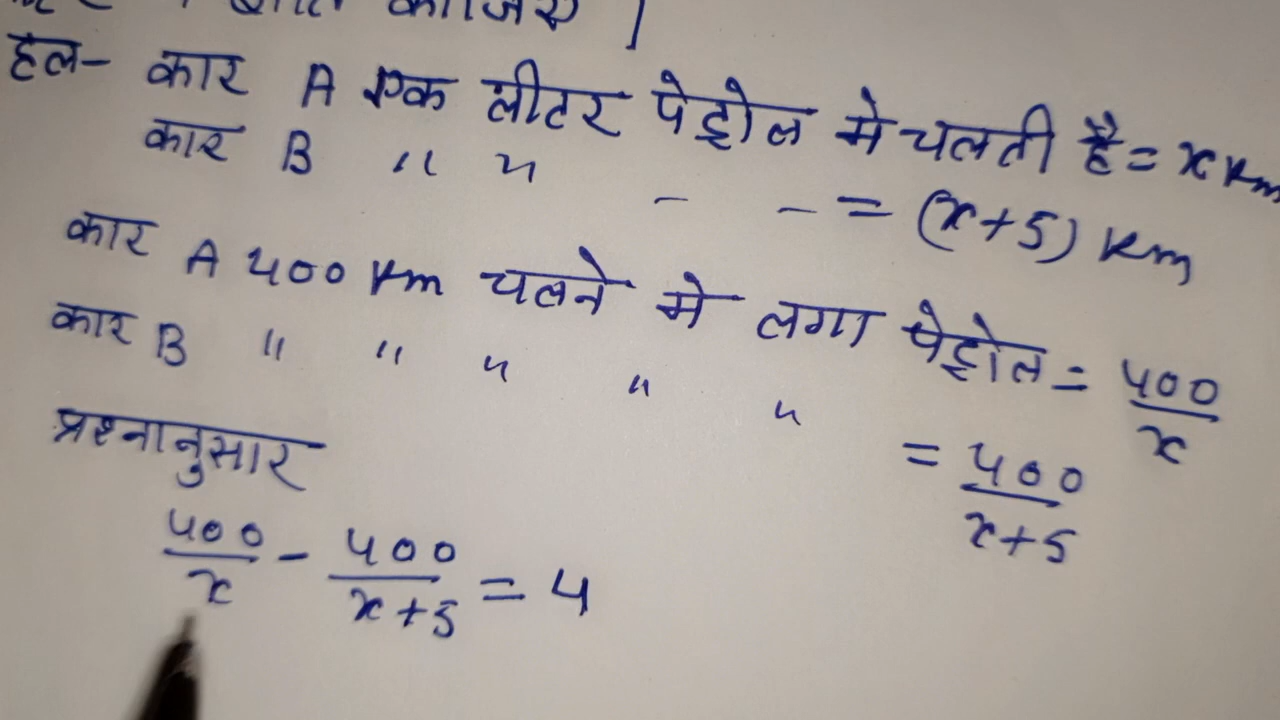 ज्ञात कीजिए |
हल- कार A एक लीटर पेट्रोल मे चलती है = x km
कार B " " - - = (x+5) km
कार A 400 km चलने मे लगा पेट्रोल = 400/x
कार B " " " " " = 400/x+5
प्रश्नानुसार
400/x - 400/x+5 = 4